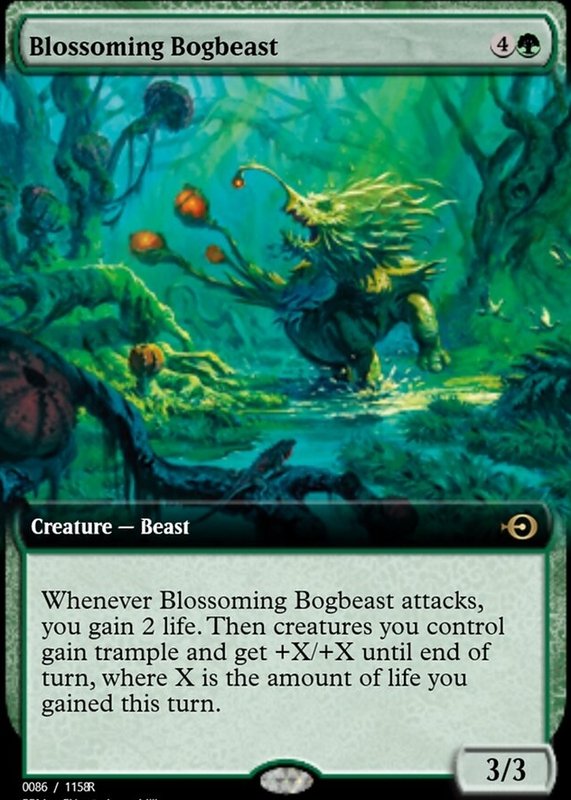 Blossoming Bogbeast 4
Creature — Beast
Whenever Blossoming Bogbeast attacks,
you gain 2 life. Then creatures you control
gain trample and get +X/+X until end of
turn, where X is the amount of life you
gained this turn.
3/3
0086 / 1158R